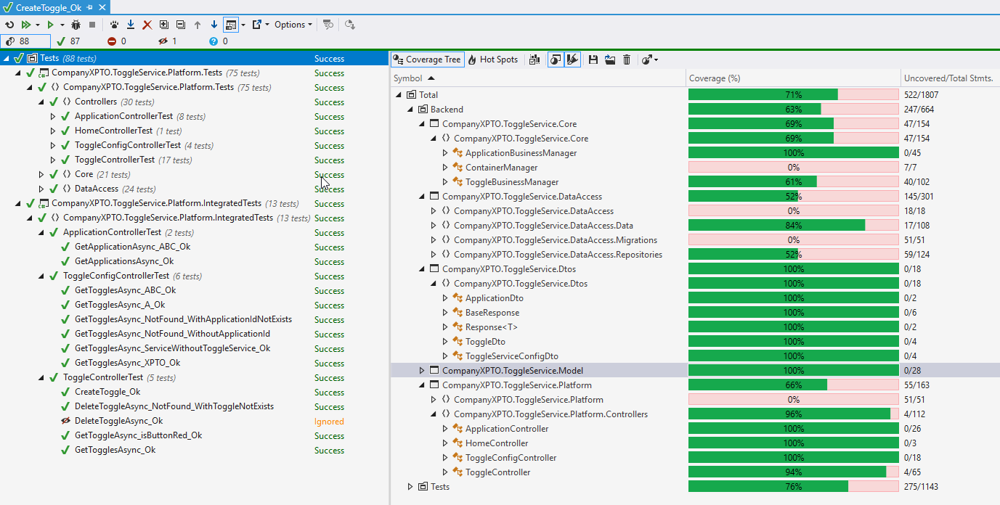 CreateToggle_Ok
Options
88 87 0 1 0
Tests (88 tests) Success
CompanyXPTO.ToggleService.Platform.Tests (75 tests) Success
CompanyXPTO.ToggleService.Platform.Tests (75 tests) Success
Controllers (30 tests) Success
ApplicationControllerTest (8 tests) Success
HomeControllerTest (1 test) Success
ToggleConfigControllerTest (4 tests) Success
ToggleControllerTest (17 tests) Success
Core (21 tests) Success
DataAccess (24 tests) Success
CompanyXPTO.ToggleService.Platform.IntegratedTests (13 tests) Success
CompanyXPTO.ToggleService.Platform.IntegratedTests (13 tests) Success
ApplicationControllerTest (2 tests) Success
GetApplicationAsync_ABC_Ok Success
GetApplicationsAsync_Ok Success
ToggleConfigControllerTest (6 tests) Success
GetTogglesAsync_ABC_Ok Success
GetTogglesAsync_A_Ok Success
GetTogglesAsync_NotFound_WithApplicationIdNotExists Success
GetTogglesAsync_NotFound_WithoutApplicationId Success
GetTogglesAsync_ServiceWithoutToggleService_Ok Success
GetTogglesAsync_XPTO_Ok Success
ToggleControllerTest (5 tests) Success
CreateToggle_Ok Success
DeleteToggleAsync_NotFound_WithToggleNotExists Success
DeleteToggleAsync_Ok Ignored
GetToggleAsync_isButtonRed_Ok Success
GetTogglesAsync_Ok Success
Coverage Tree Hot Spots
Symbol Coverage (%) Uncovered/Total Stmts.
Total 71% 522/1807
Backend 63% 247/664
CompanyXPTO.ToggleService.Core 69% 47/154
CompanyXPTO.ToggleService.Core 69% 47/154
ApplicationBusinessManager 100% 0/45
ContainerManager 0% 7/7
ToggleBusinessManager 61% 40/102
CompanyXPTO.ToggleService.DataAccess 52% 145/301
CompanyXPTO.ToggleService.DataAccess 0% 18/18
CompanyXPTO.ToggleService.DataAccess.Data 84% 17/108
CompanyXPTO.ToggleService.DataAccess.Migrations 0% 51/51
CompanyXPTO.ToggleService.DataAccess.Repositories 52% 59/124
CompanyXPTO.ToggleService.Dtos 100% 0/18
CompanyXPTO.ToggleService.Dtos 100% 0/18
ApplicationDto 100% 0/2
BaseResponse 100% 0/6
Response<T> 100% 0/2
ToggleDto 100% 0/4
ToggleServiceConfigDto 100% 0/4
CompanyXPTO.ToggleService.Model 100% 0/28
CompanyXPTO.ToggleService.Platform 66% 55/163
CompanyXPTO.ToggleService.Platform 0% 51/51
CompanyXPTO.ToggleService.Platform.Controllers 96% 4/112
ApplicationController 100% 0/26
HomeController 100% 0/3
ToggleConfigController 100% 0/18
ToggleController 94% 4/65
Tests 76% 275/1143